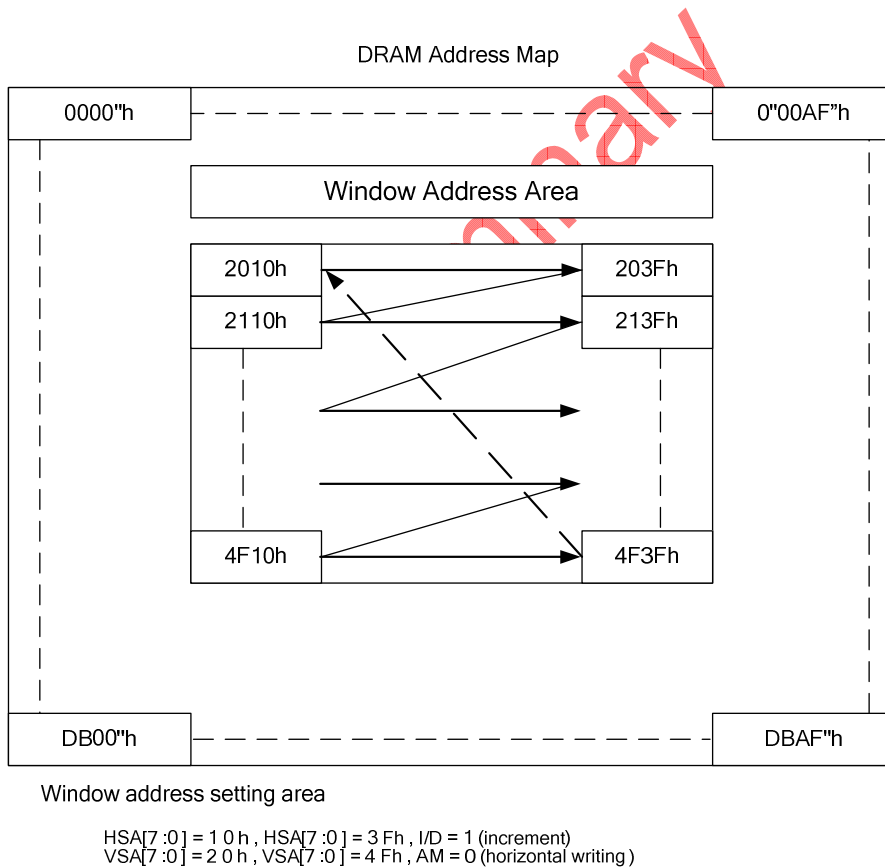 DRAM Address Map
0000"h
0"00AF"h
Window Address Area
2010h
203Fh
2110h
213Fh
4F10h
4F3Fh
DB00"h
DBAF"h
Window address setting area
HSA[7:0] = 1 0 h , HSA[7:0] = 3 Fh , I/D = 1 (increment)
VSA[7:0] = 2 0 h , VSA[7:0] = 4 Fh , AM = 0 (horizontal writing )